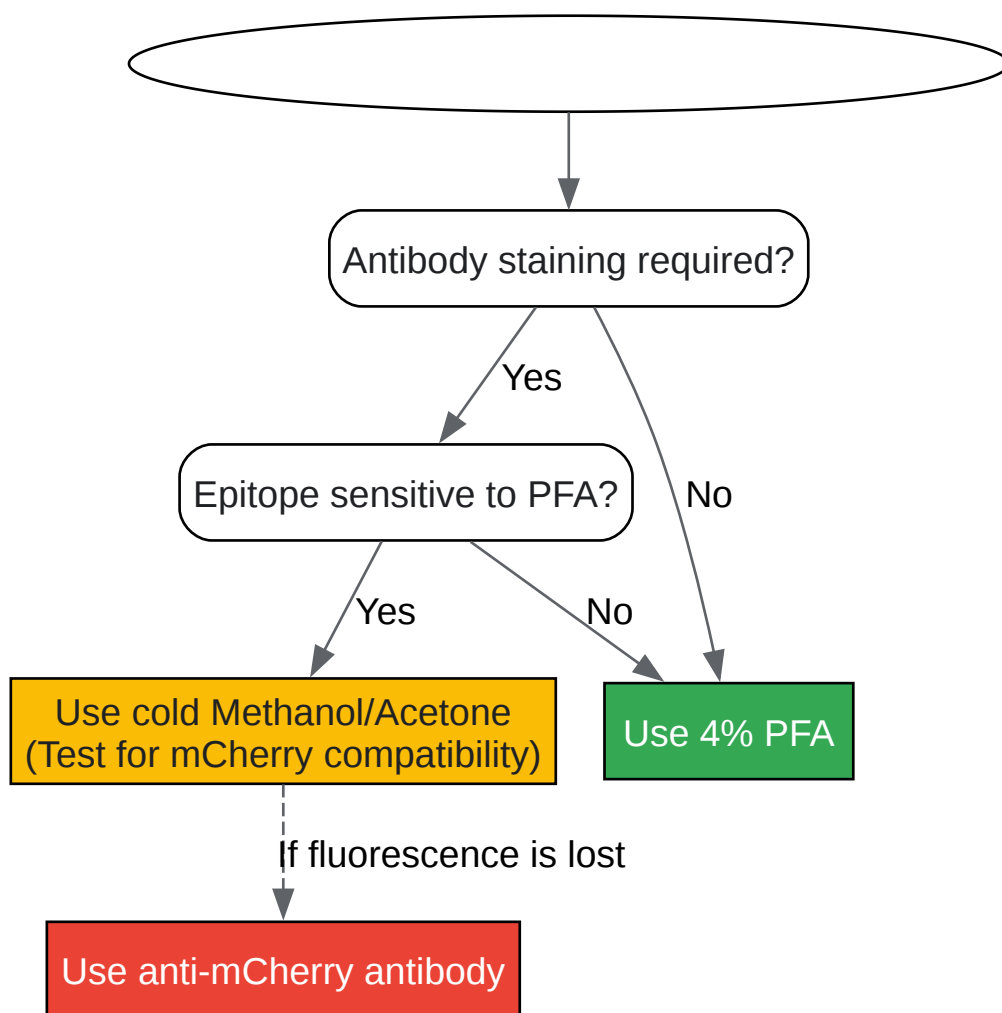 Antibody staining required?
Yes
No
Epitope sensitive to PFA?
Yes
No
Use cold Methanol/Acetone
(Test for mCherry compatibility)
Use 4% PFA
If fluorescence is lost
Use anti-mCherry antibody